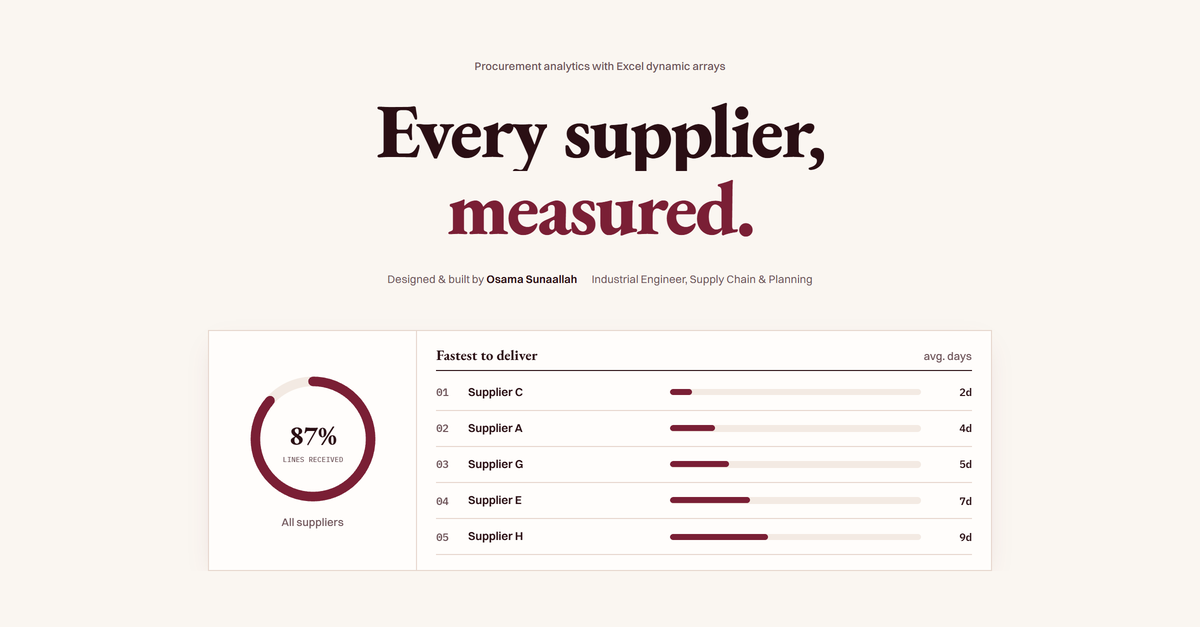 Procurement analytics with Excel dynamic arrays
Every supplier,
measured.
Designed & built by Osama Sunaallah Industrial Engineer, Supply Chain & Planning
87%
LINES RECEIVED
All suppliers
Fastest to deliver avg. days
01 Supplier C 2d
02 Supplier A 4d
03 Supplier G 5d
04 Supplier E 7d
05 Supplier H 9d